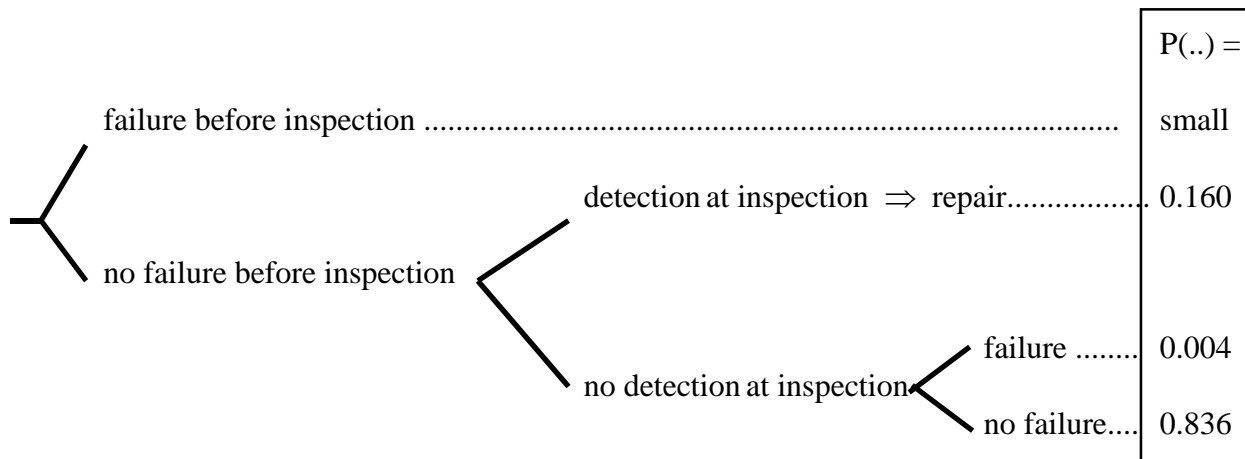 P(..) =
failure before inspection ........................................................................................ small
detection at inspection ⇒ repair.................. 0.160
no failure before inspection
failure ........ 0.004
no detection at inspection
no failure.... 0.836